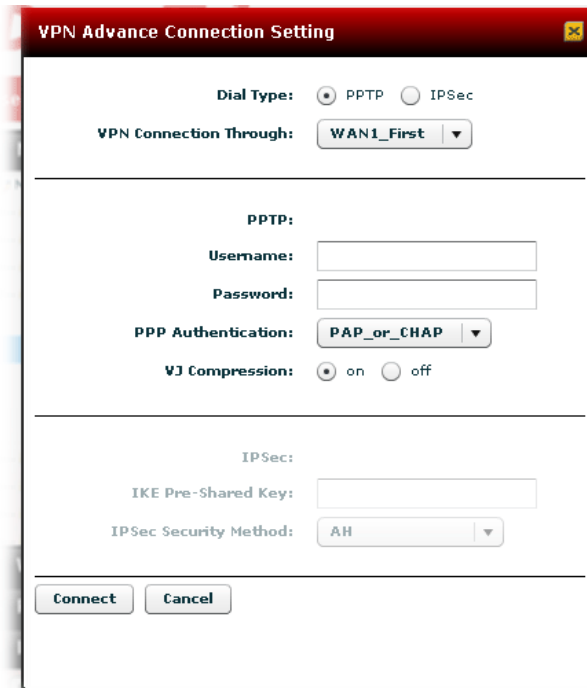 VPN Advance Connection Setting
Dial Type: PPTP IPSec
VPN Connection Through: WAN1_First
PPTP:
Username:
Password:
PPP Authentication: PAP_or_CHAP
VJ Compression: on off
IPSec:
IKE Pre-Shared Key:
IPSec Security Method: AH
Connect Cancel